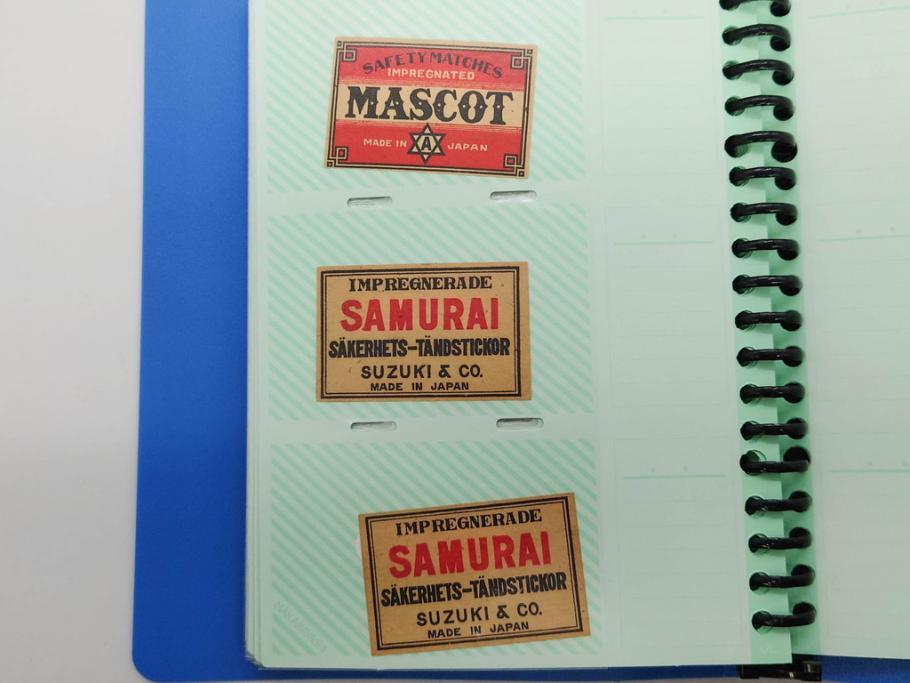 SAFETY MATCHES
IMPREGNATED
MASCOT
MADE IN A JAPAN
IMPREGNERADE
SAMURAI
SÄKERHETS-TÄNDSTICKOR
SUZUKI & CO.
MADE IN JAPAN
IMPREGNERADE
SAMURAI
SÄKERHETS-TÄNDSTICKOR
SUZUKI & CO.
MADE IN JAPAN